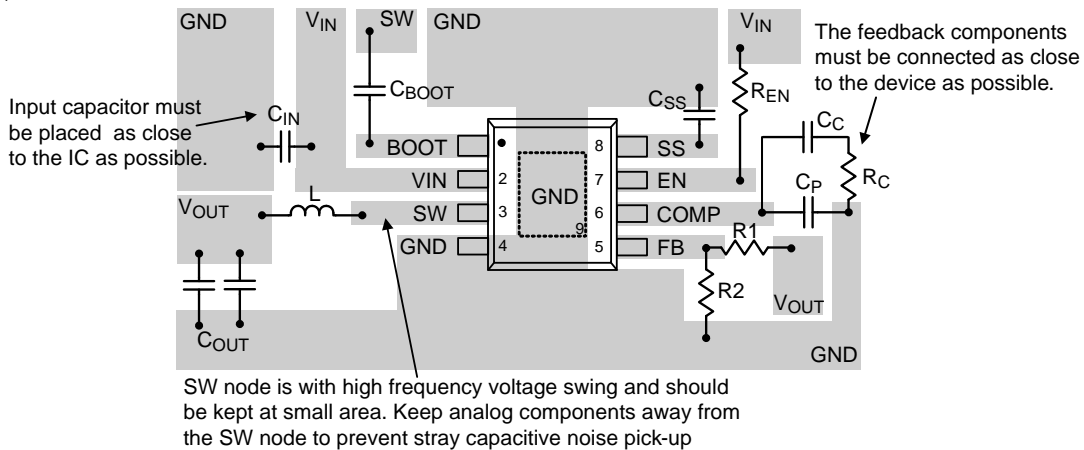 GND
VIN
SW
GND
VIN
The feedback components
must be connected as close
to the device as possible.
Input capacitor must
be placed as close
to the IC as possible.
CIN
CBOOT
CSS
REN
CC
RC
CP
BOOT
8
SS
VIN
2
GND
7
EN
L
VOUT
SW
3
6
COMP
GND
4
9
5
FB
R1
R2
VOUT
COUT
GND
SW node is with high frequency voltage swing and should
be kept at small area. Keep analog components away from
the SW node to prevent stray capacitive noise pick-up